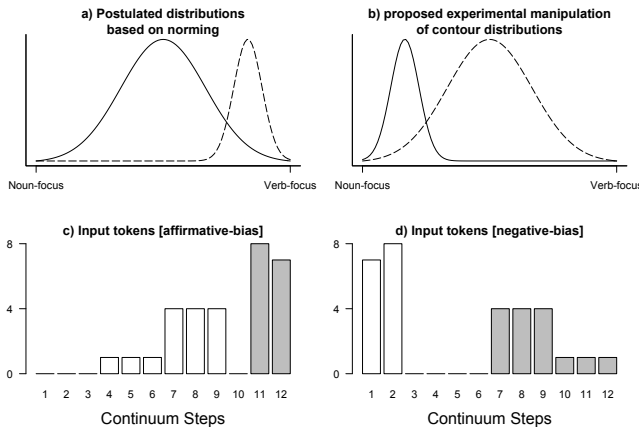 a) Postulated distributions
based on norming
b) proposed experimental manipulation
of contour distributions
Noun-focus
Verb-focus
Noun-focus
Verb-focus
c) Input tokens [affirmative-bias]
d) Input tokens [negative-bias]
8
4
0
8
4
0
1 2 3 4 5 6 7 8 9 10 11 12
1 2 3 4 5 6 7 8 9 10 11 12
Continuum Steps
Continuum Steps